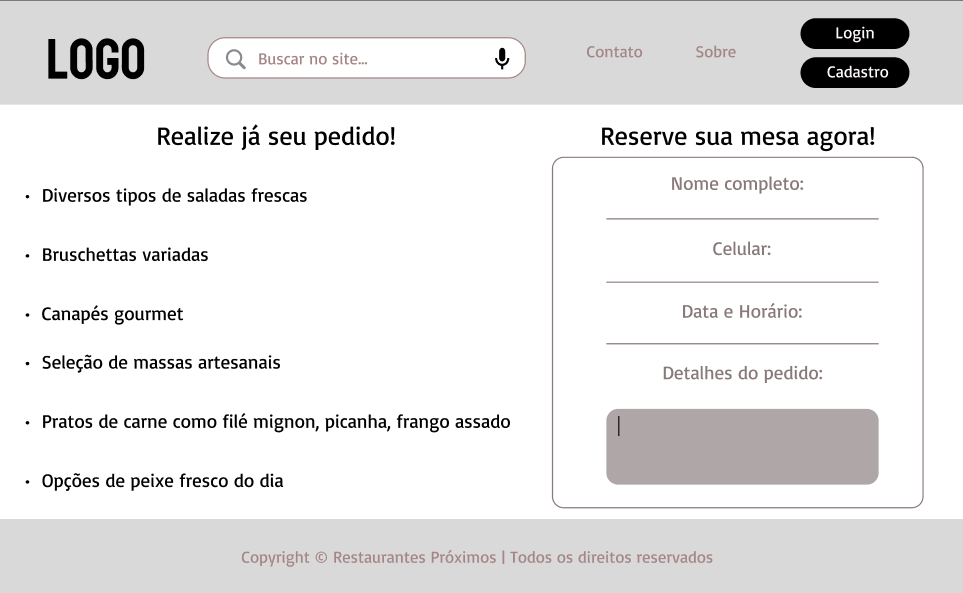 LOGO
Buscar no site...
Contato
Sobre
Login
Cadastro
Realize já seu pedido!
• Diversos tipos de saladas frescas
• Bruschettas variadas
• Canapés gourmet
• Seleção de massas artesanais
• Pratos de carne como filé mignon, picanha, frango assado
• Opções de peixe fresco do dia
Reserve sua mesa agora!
Nome completo:
Celular:
Data e Horário:
Detalhes do pedido:
Copyright © Restaurantes Próximos | Todos os direitos reservados